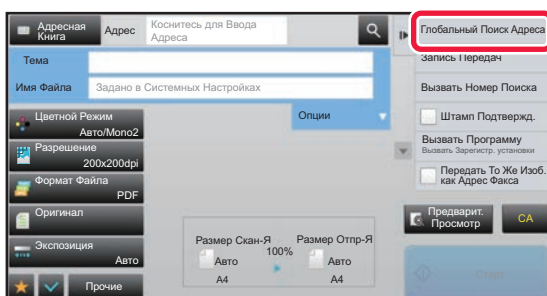 Адресная
Книга
Адрес
Коснитесь для Ввода
Адреса
Глобальный Поиск Адреса
Тема
Запись Передач
Имя Файла
Задано в Системных Настройках
Вызвать Номер Поиска
Цветной Режим
Авто/Mono2
Опции
Штамп Подтвержд.
Разрешение
200x200dpi
Вызвать Программу
Вызвать Зарегистр. установки
Формат Файла
PDF
Передать То Же Изоб.
как Адрес Факса
Оригинал
Предварит.
Просмотр
CA
Экспозиция
Авто
Размер Скан-Я
100%
Размер Отпр-Я
Авто
A4
Авто
A4
Прочие
Старт